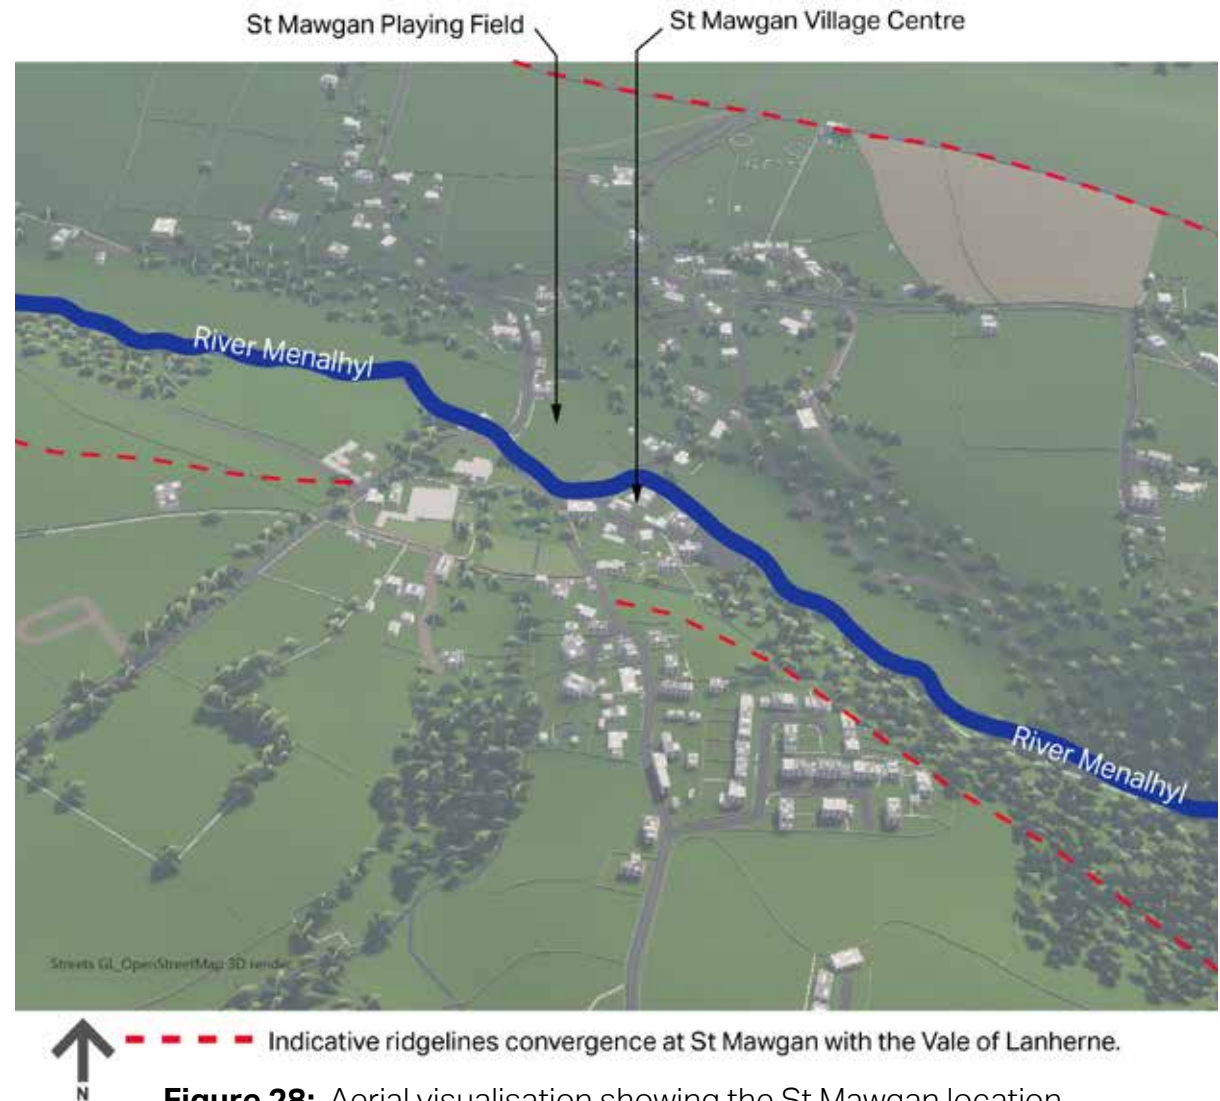 St Mawgan Playing Field
St Mawgan Village Centre
River Menalhyl
River Menalhyl
Streets GL_OpenStreetMap 3D render
Indicative ridgelines convergence at St Mawgan with the Vale of Lanherne.
N
Figure 28: Aerial visualisation showing the St Mawgan location